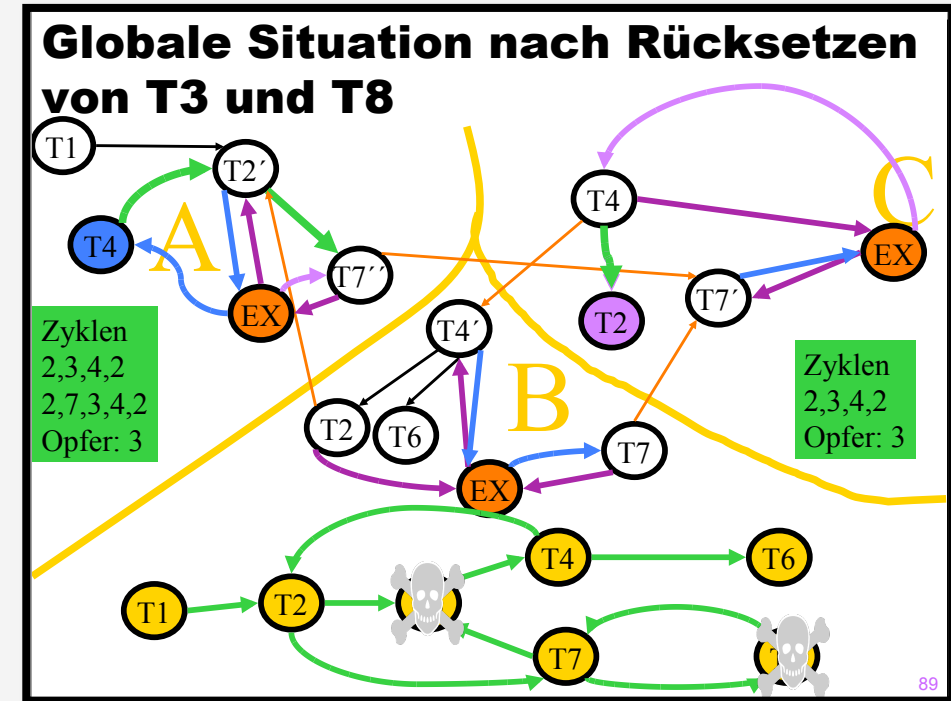 Globale Situation nach Rücksetzen
von T3 und T8
T1
T2´
T4
A
T7´´
EX
T4
C
EX
T7´
T2
T4´
B
T2
T6
T7
EX
Zyklen
2,3,4,2
2,7,3,4,2
Opfer: 3
Zyklen
2,3,4,2
Opfer: 3
T4
T6
T1
T2
T7
89